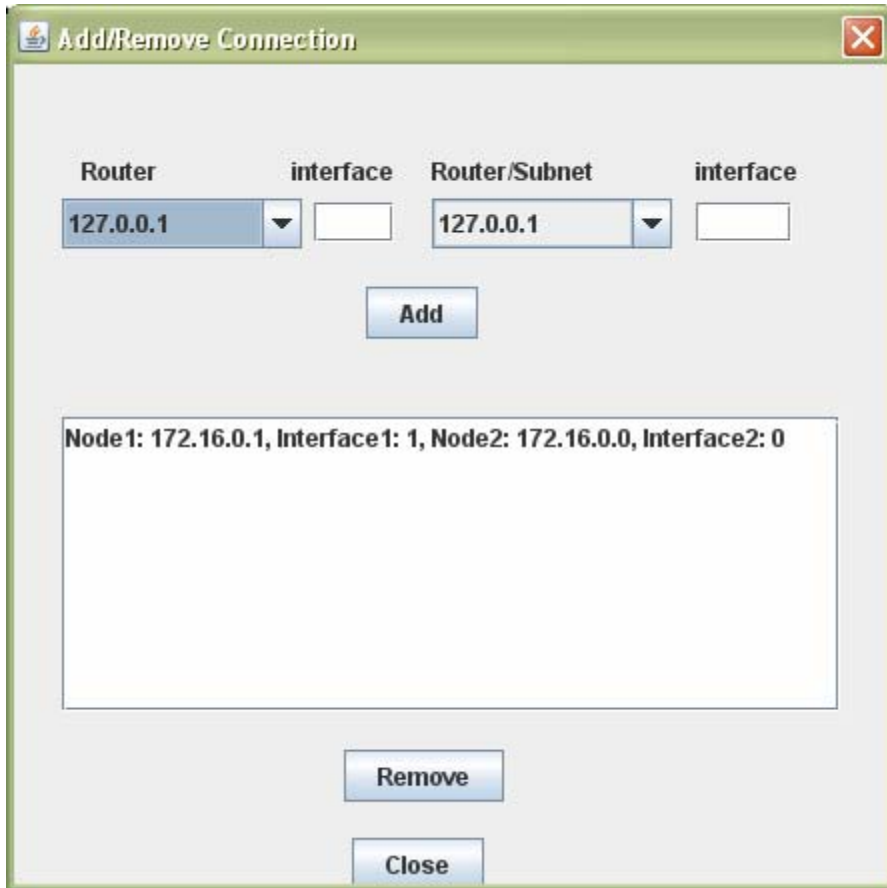 Add/Remove Connection
Router interface Router/Subnet interface
127.0.0.1 127.0.0.1
Add
Node1: 172.16.0.1, Interface1: 1, Node2: 172.16.0.0, Interface2: 0
Remove
Close